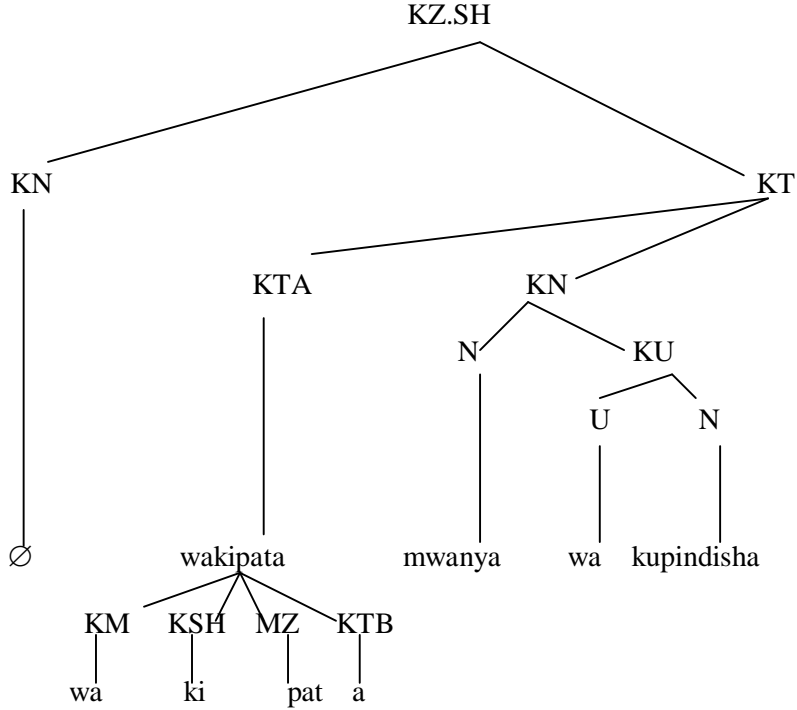 KZ.SH
KN KT
KTA KN
N KU
U N
∅ wakipata mwanya wa kupindisha
KM KSH MZ KTB
wa ki pat a